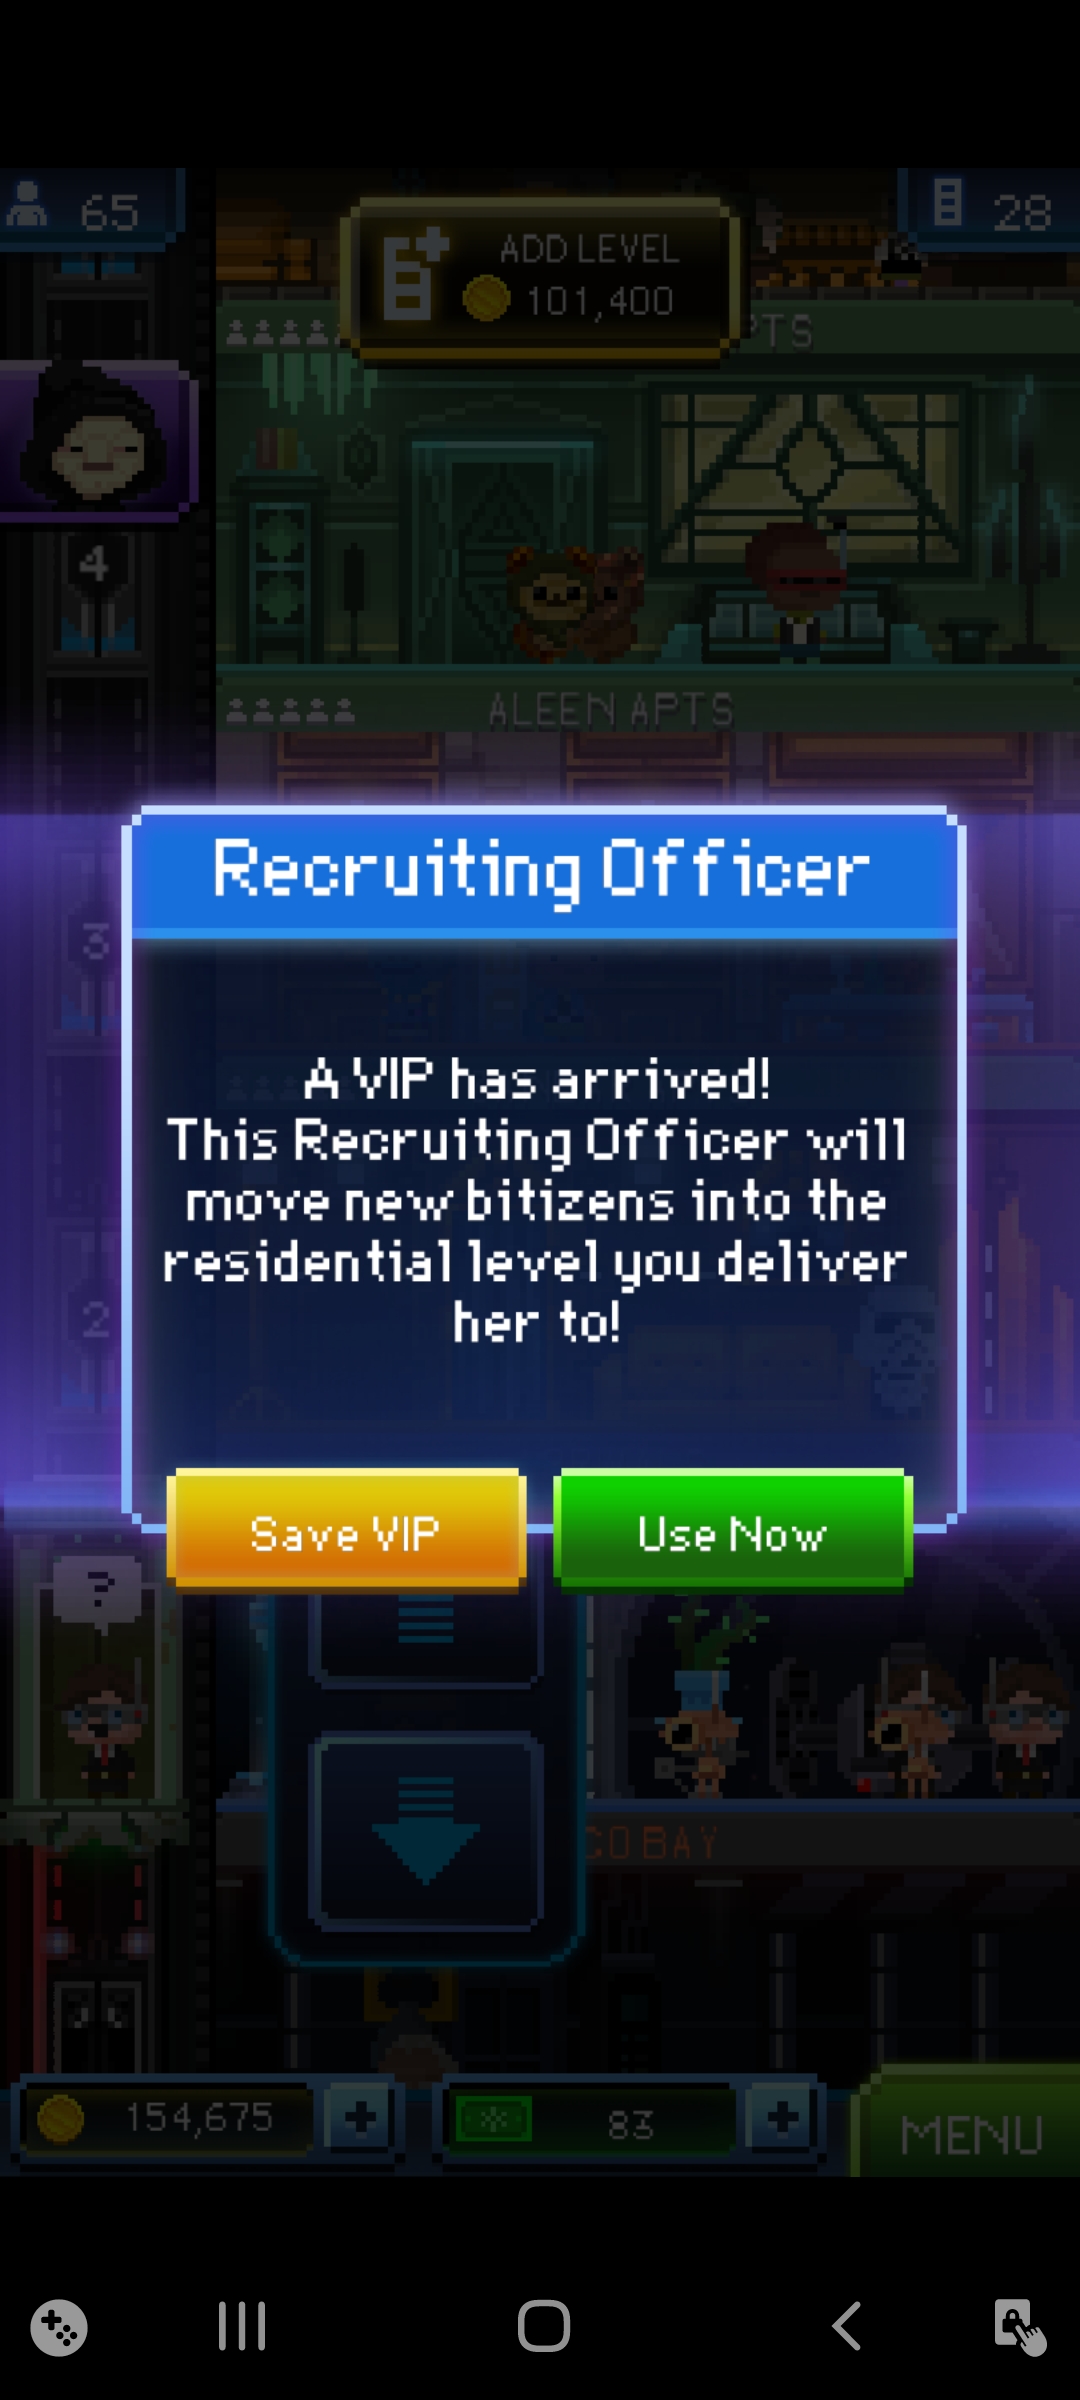 65
28
ADD LEVEL
101,400
PTS
4
ALEEN APTS
Recruiting Officer
3
A VIP has arrived!
This Recruiting Officer will
move new bitizens into the
residential level you deliver
her to!
2
Save VIP
Use Now
?
CO BAY
154,675
83
MENU